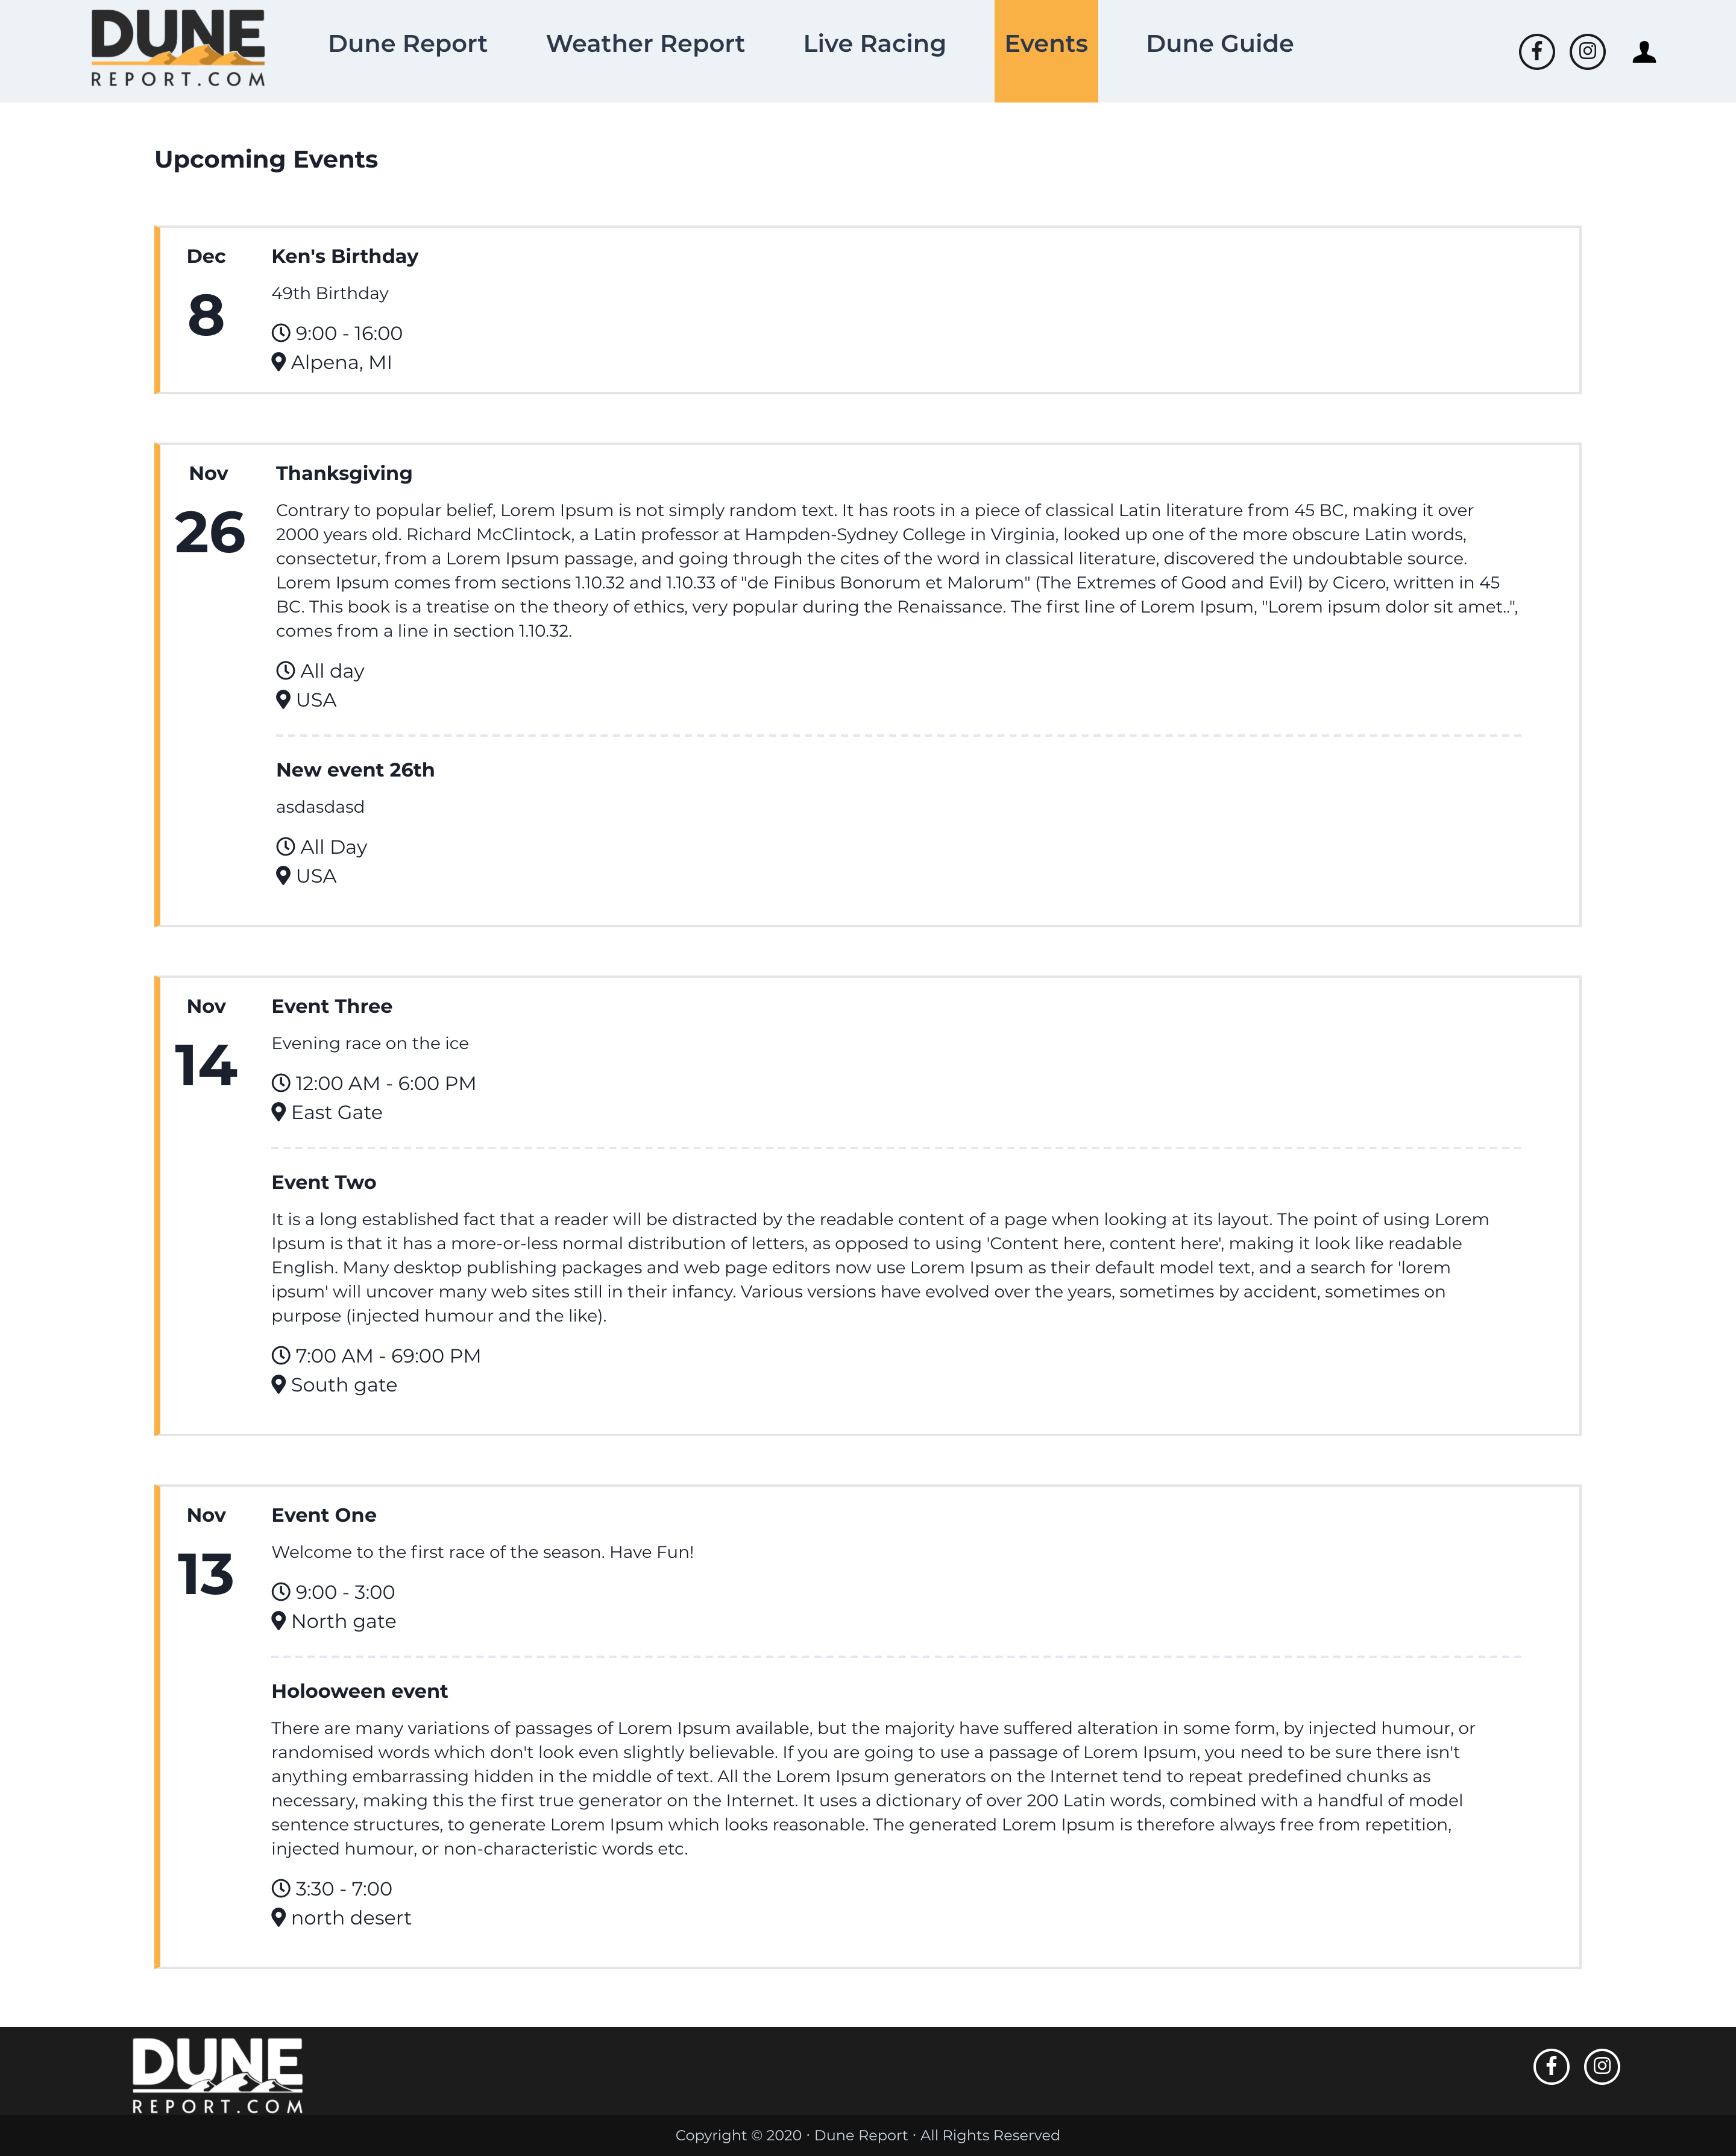 DUNE
REPORT.COM
Dune Report
Weather Report
Live Racing
Events
Dune Guide
Upcoming Events
Dec
8
Ken's Birthday
49th Birthday
9:00 - 16:00
Alpena, MI
Nov
26
Thanksgiving
Contrary to popular belief, Lorem Ipsum is not simply random text. It has roots in a piece of classical Latin literature from 45 BC, making it over
2000 years old. Richard McClintock, a Latin professor at Hampden-Sydney College in Virginia, looked up one of the more obscure Latin words,
consectetur, from a Lorem Ipsum passage, and going through the cites of the word in classical literature, discovered the undoubtable source.
Lorem Ipsum comes from sections 1.10.32 and 1.10.33 of "de Finibus Bonorum et Malorum" (The Extremes of Good and Evil) by Cicero, written in 45
BC. This book is a treatise on the theory of ethics, very popular during the Renaissance. The first line of Lorem Ipsum, "Lorem ipsum dolor sit amet..",
comes from a line in section 1.10.32.
All day
USA
New event 26th
asdasdasd
All Day
USA
Nov
14
Event Three
Evening race on the ice
12:00 AM - 6:00 PM
East Gate
Event Two
It is a long established fact that a reader will be distracted by the readable content of a page when looking at its layout. The point of using Lorem
Ipsum is that it has a more-or-less normal distribution of letters, as opposed to using 'Content here, content here', making it look like readable
English. Many desktop publishing packages and web page editors now use Lorem Ipsum as their default model text, and a search for 'lorem
ipsum' will uncover many web sites still in their infancy. Various versions have evolved over the years, sometimes by accident, sometimes on
purpose (injected humour and the like).
7:00 AM - 69:00 PM
South gate
Nov
13
Event One
Welcome to the first race of the season. Have Fun!
9:00 - 3:00
North gate
Holooween event
There are many variations of passages of Lorem Ipsum available, but the majority have suffered alteration in some form, by injected humour, or
randomised words which don't look even slightly believable. If you are going to use a passage of Lorem Ipsum, you need to be sure there isn't
anything embarrassing hidden in the middle of text. All the Lorem Ipsum generators on the Internet tend to repeat predefined chunks as
necessary, making this the first true generator on the Internet. It uses a dictionary of over 200 Latin words, combined with a handful of model
sentence structures, to generate Lorem Ipsum which looks reasonable. The generated Lorem Ipsum is therefore always free from repetition,
injected humour, or non-characteristic words etc.
3:30 - 7:00
north desert
DUNE
REPORT.COM
Copyright © 2020 · Dune Report · All Rights Reserved